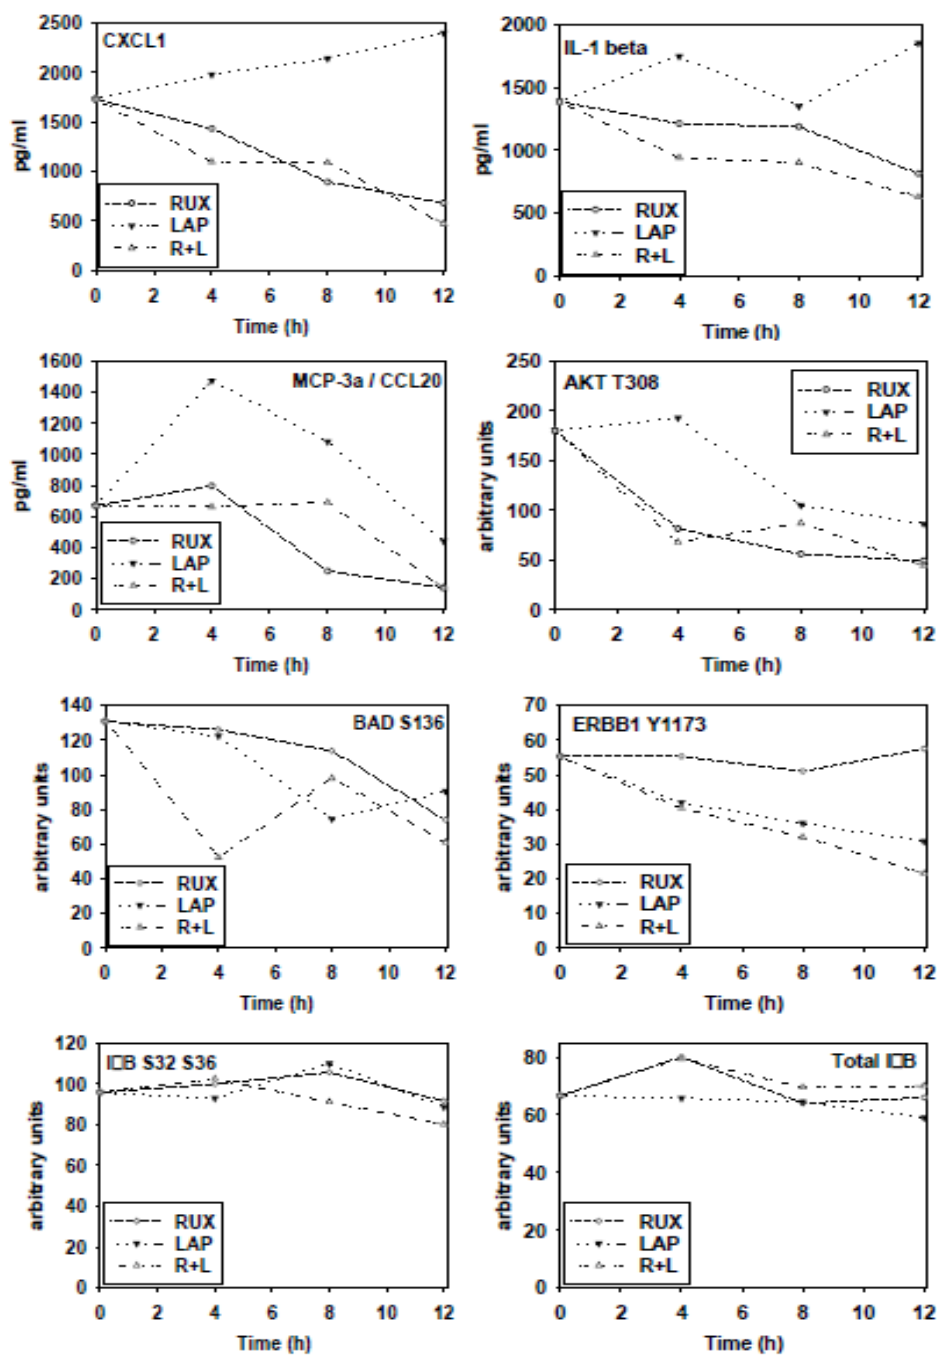 CXCL1
pg/ml
2500
2000
1500
1000
500
0
RUX
LAP
R+L
0 2 4 6 8 10 12
Time (h)
IL-1 beta
pg/ml
2000
1500
1000
500
0
RUX
LAP
R+L
0 2 4 6 8 10 12
Time (h)
MCP-3a / CCL20
pg/ml
1600
1400
1200
1000
800
600
400
200
0
RUX
LAP
R+L
0 2 4 6 8 10 12
Time (h)
AKT T308
arbitrary units
250
200
150
100
50
0
RUX
LAP
R+L
0 2 4 6 8 10 12
Time (h)
BAD S136
arbitrary units
140
120
100
80
60
40
20
0
RUX
LAP
R+L
0 2 4 6 8 10 12
Time (h)
ERBB1 Y1173
arbitrary units
70
60
50
40
30
20
10
0
RUX
LAP
R+L
0 2 4 6 8 10 12
Time (h)
I□B S32 S36
arbitrary units
120
100
80
60
40
20
0
RUX
LAP
R+L
0 2 4 6 8 10 12
Time (h)
Total I□B
arbitrary units
80
60
40
20
0
RUX
LAP
R+L
0 2 4 6 8 10 12
Time (h)